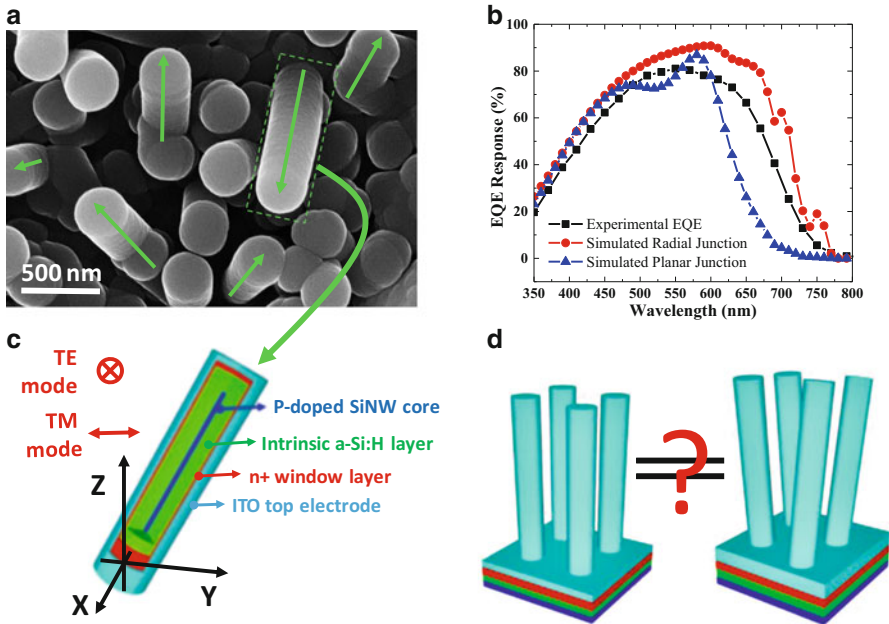 a
500 nm
b
EQE Response (%)
100
80
60
40
20
0
Experimental EQE
Simulated Radial Junction
Simulated Planar Junction
350 400 450 500 550 600 650 700 750 800
Wavelength (nm)
c
TE
mode
TM
mode
Z
X
Y
P-doped SiNW core
Intrinsic a-Si:H layer
n+ window layer
ITO top electrode
d
?